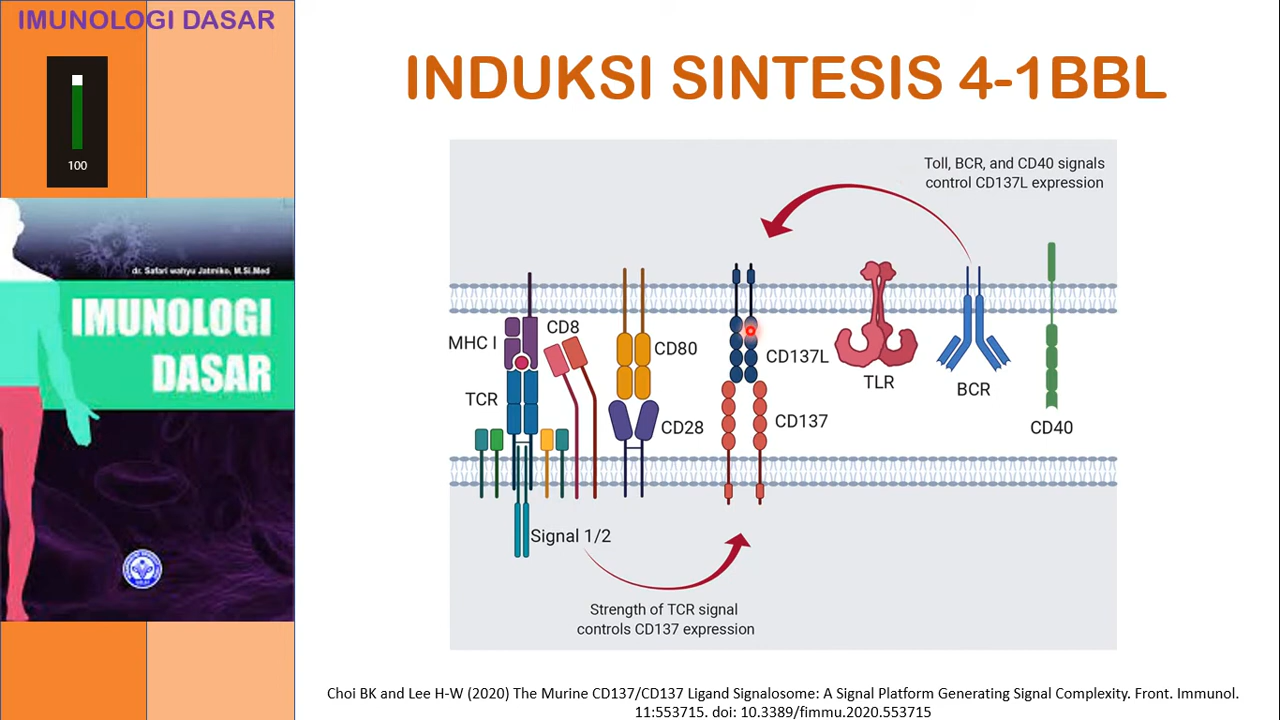 IMUNOLOGI DASAR
100
dr. Safari wahyu Jatmiko, M.Si.Med
IMUNOLOGI
DASAR
INDUKSI SINTESIS 4-1BBL
Toll, BCR, and CD40 signals
control CD137L expression
MHC I
CD8
CD80
CD137L
TLR
BCR
TCR
CD28
CD137
CD40
Signal 1/2
Strength of TCR signal
controls CD137 expression
Choi BK and Lee H-W (2020) The Murine CD137/CD137 Ligand Signalosome: A Signal Platform Generating Signal Complexity. Front. Immunol.
11:553715. doi: 10.3389/fimmu.2020.553715